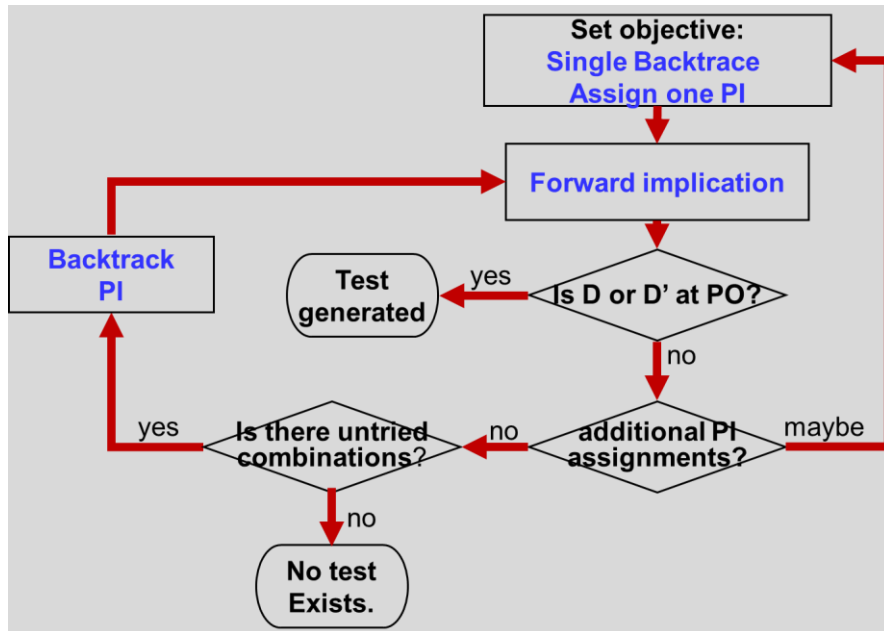 Set objective:
Single Backtrace
Assign one PI
Forward implication
Backtrack
PI
Test
generated
yes
Is D or D’ at PO?
no
yes
Is there untried
combinations?
no
additional PI
assignments?
maybe
no
No test
Exists.